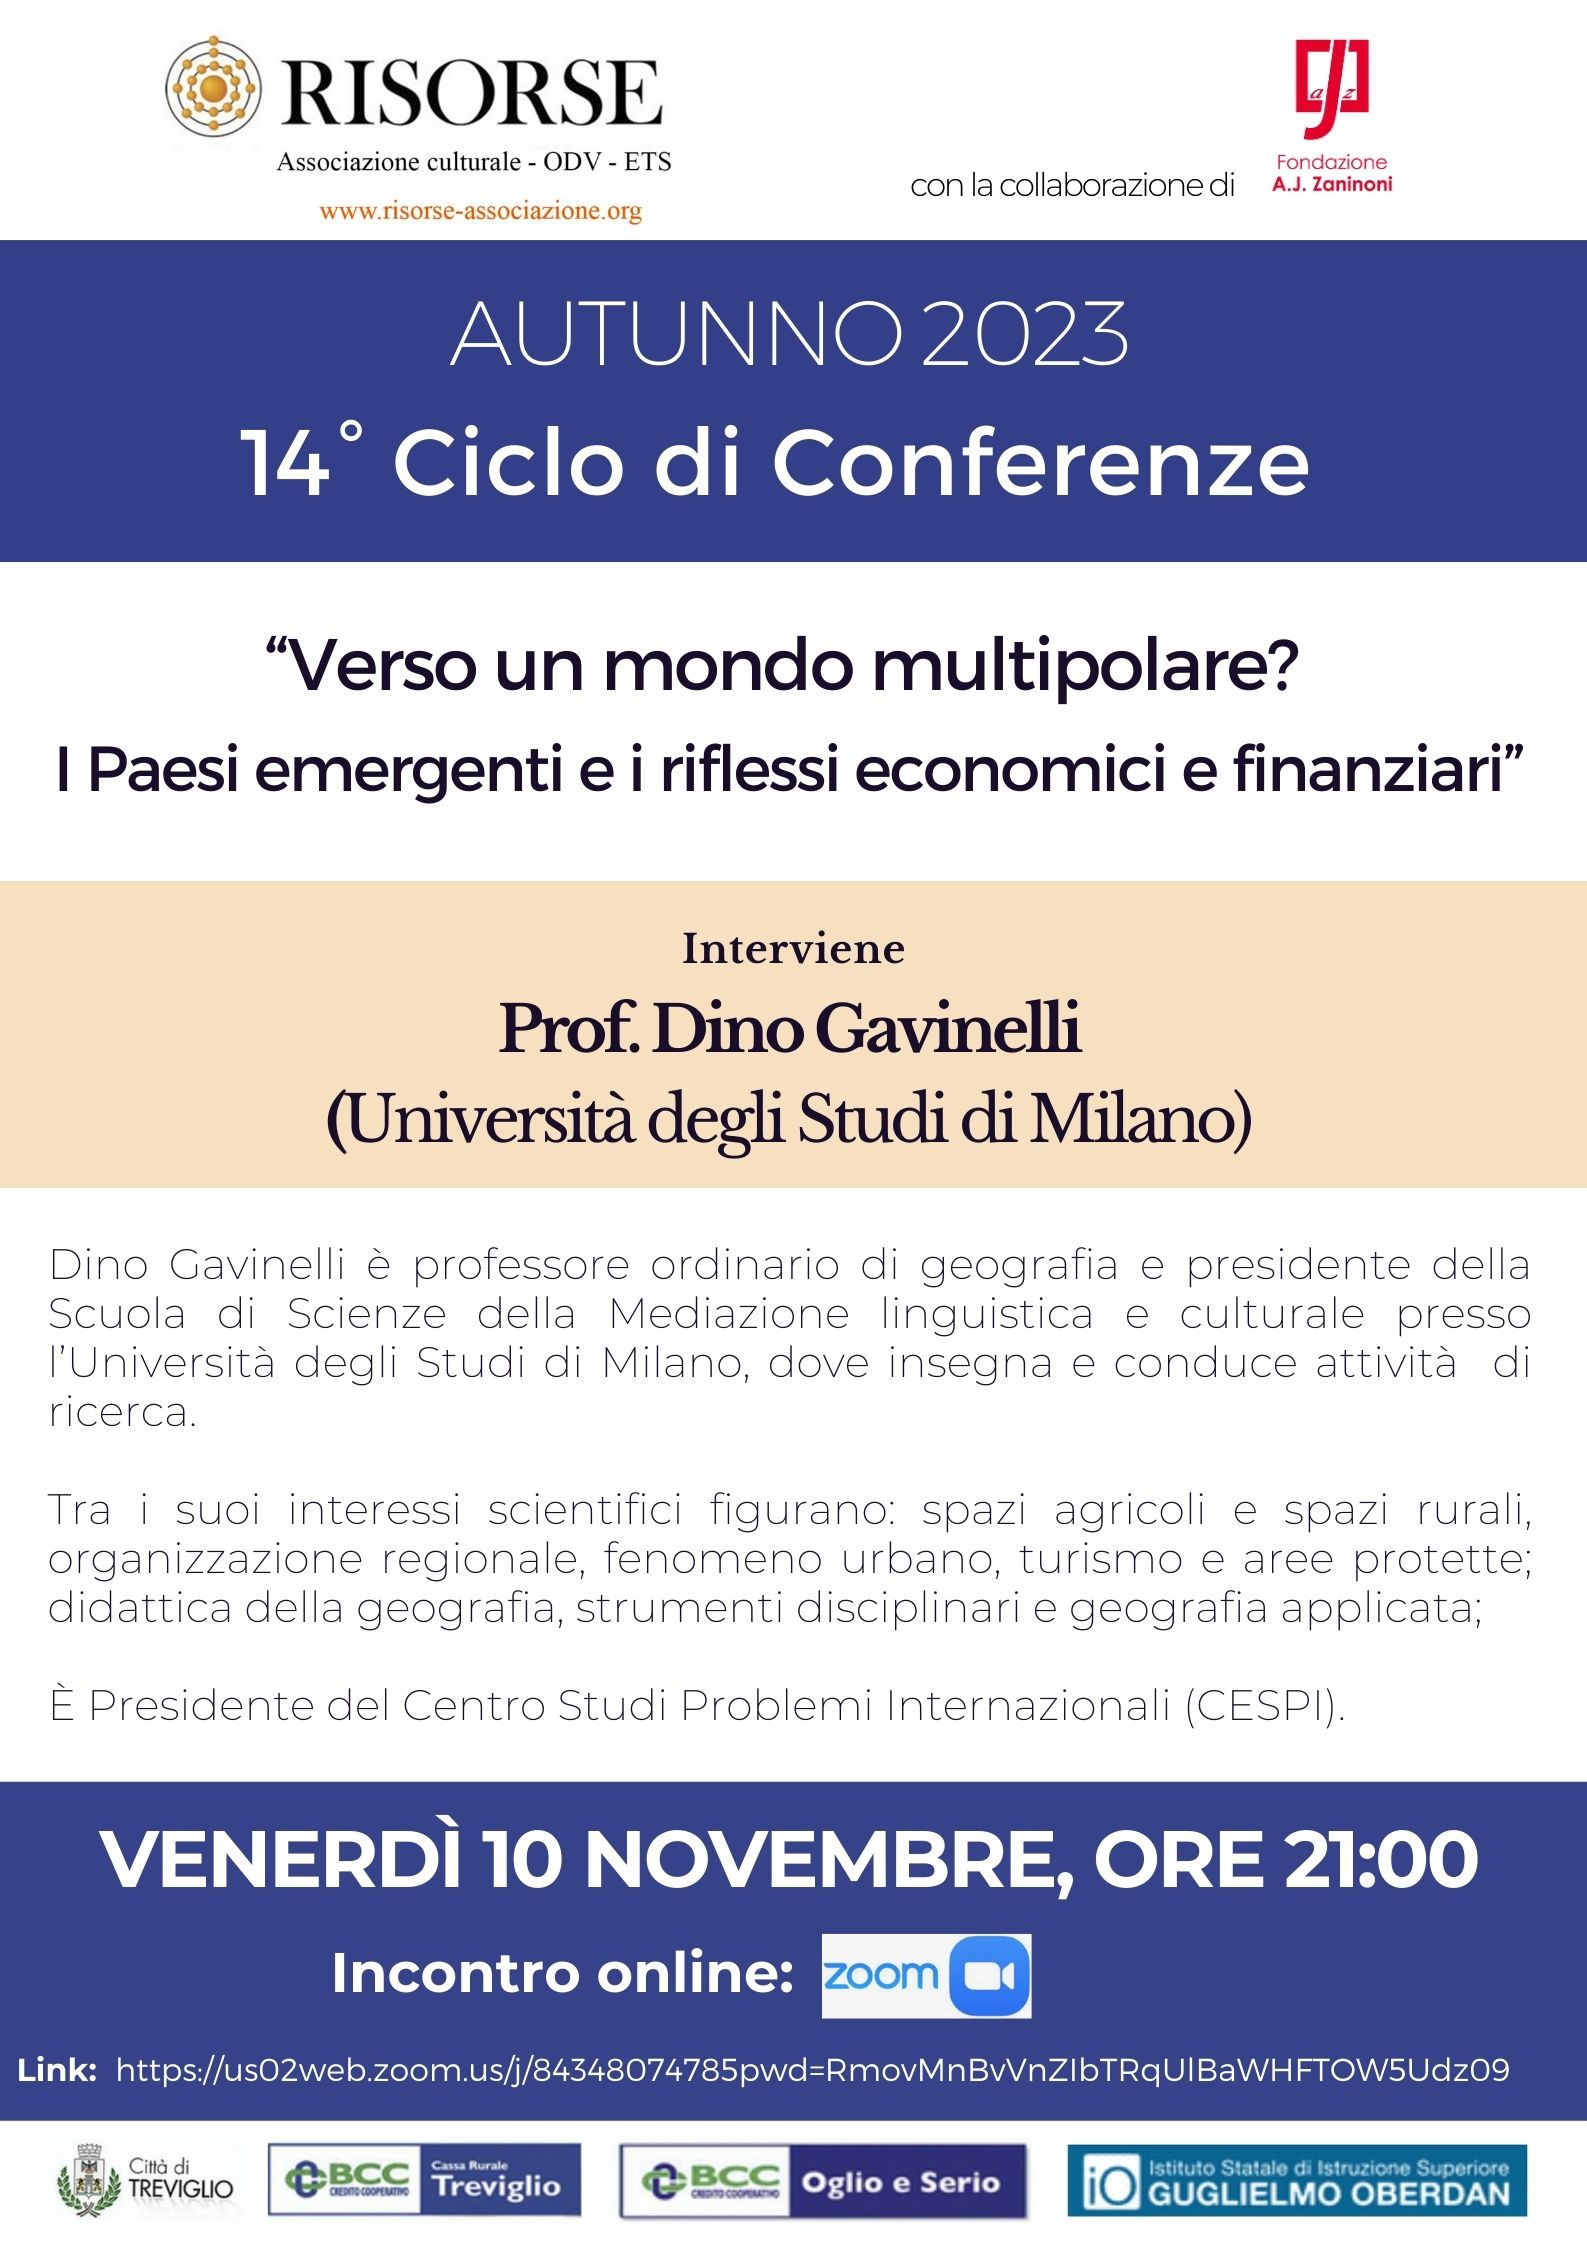 RISORSE
Associazione culturale - ODV - ETS
www.risorse-associazione.org
con la collaborazione di
a z
Fondazione
A.J. Zaninoni
AUTUNNO 2023
14° Ciclo di Conferenze
“Verso un mondo multipolare?
I Paesi emergenti e i riflessi economici e finanziari”
Interviene
Prof. Dino Gavinelli
(Università degli Studi di Milano)
Dino Gavinelli è professore ordinario di geografia e presidente della
Scuola di Scienze della Mediazione linguistica e culturale presso
l’Università degli Studi di Milano, dove insegna e conduce attività di
ricerca.
Tra i suoi interessi scientifici figurano: spazi agricoli e spazi rurali,
organizzazione regionale, fenomeno urbano, turismo e aree protette;
didattica della geografia, strumenti disciplinari e geografia applicata;
È Presidente del Centro Studi Problemi Internazionali (CESPI).
VENERDÌ 10 NOVEMBRE, ORE 21:00
Incontro online: zoom
Link: https://us02web.zoom.us/j/84348074785pwd=RmovMnBvVnZIbTRqUlBaWHFTOW5Udz09
Città di
TREVIGLIO
BCC
CREDITO COOPERATIVO
Cassa Rurale
Treviglio
BCC
CREDITO COOPERATIVO
Oglio e Serio
iO
Istituto Statale di Istruzione Superiore
GUGLIELMO OBERDAN